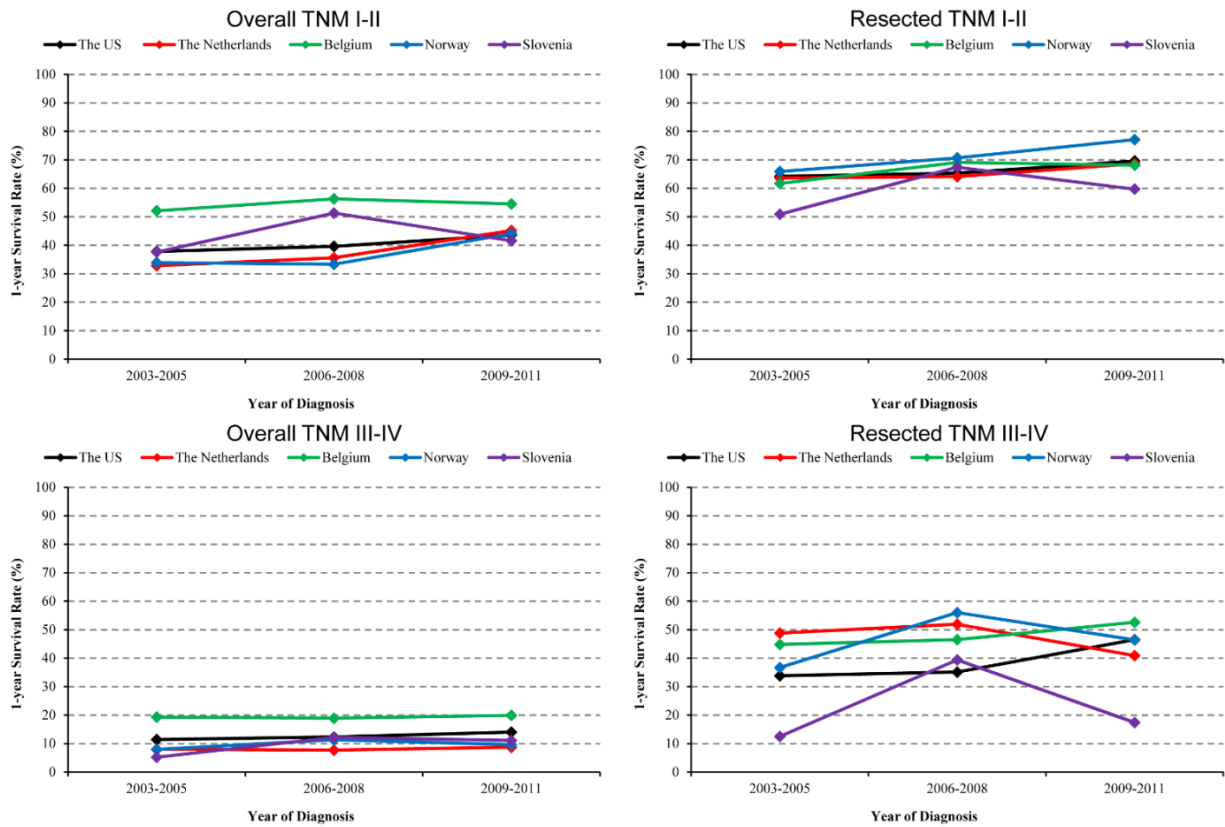 Overall TNM I-II
The US The Netherlands Belgium Norway Slovenia
100
90
80
70
60
50
40
30
20
10
0
1-year Survival Rate (%)
2003-2005 2006-2008 2009-2011
Year of Diagnosis
Resected TNM I-II
The US The Netherlands Belgium Norway Slovenia
100
90
80
70
60
50
40
30
20
10
0
1-year Survival Rate (%)
2003-2005 2006-2008 2009-2011
Year of Diagnosis
Overall TNM III-IV
The US The Netherlands Belgium Norway Slovenia
100
90
80
70
60
50
40
30
20
10
0
1-year Survival Rate (%)
2003-2005 2006-2008 2009-2011
Year of Diagnosis
Resected TNM III-IV
The US The Netherlands Belgium Norway Slovenia
100
90
80
70
60
50
40
30
20
10
0
1-year Survival Rate (%)
2003-2005 2006-2008 2009-2011
Year of Diagnosis